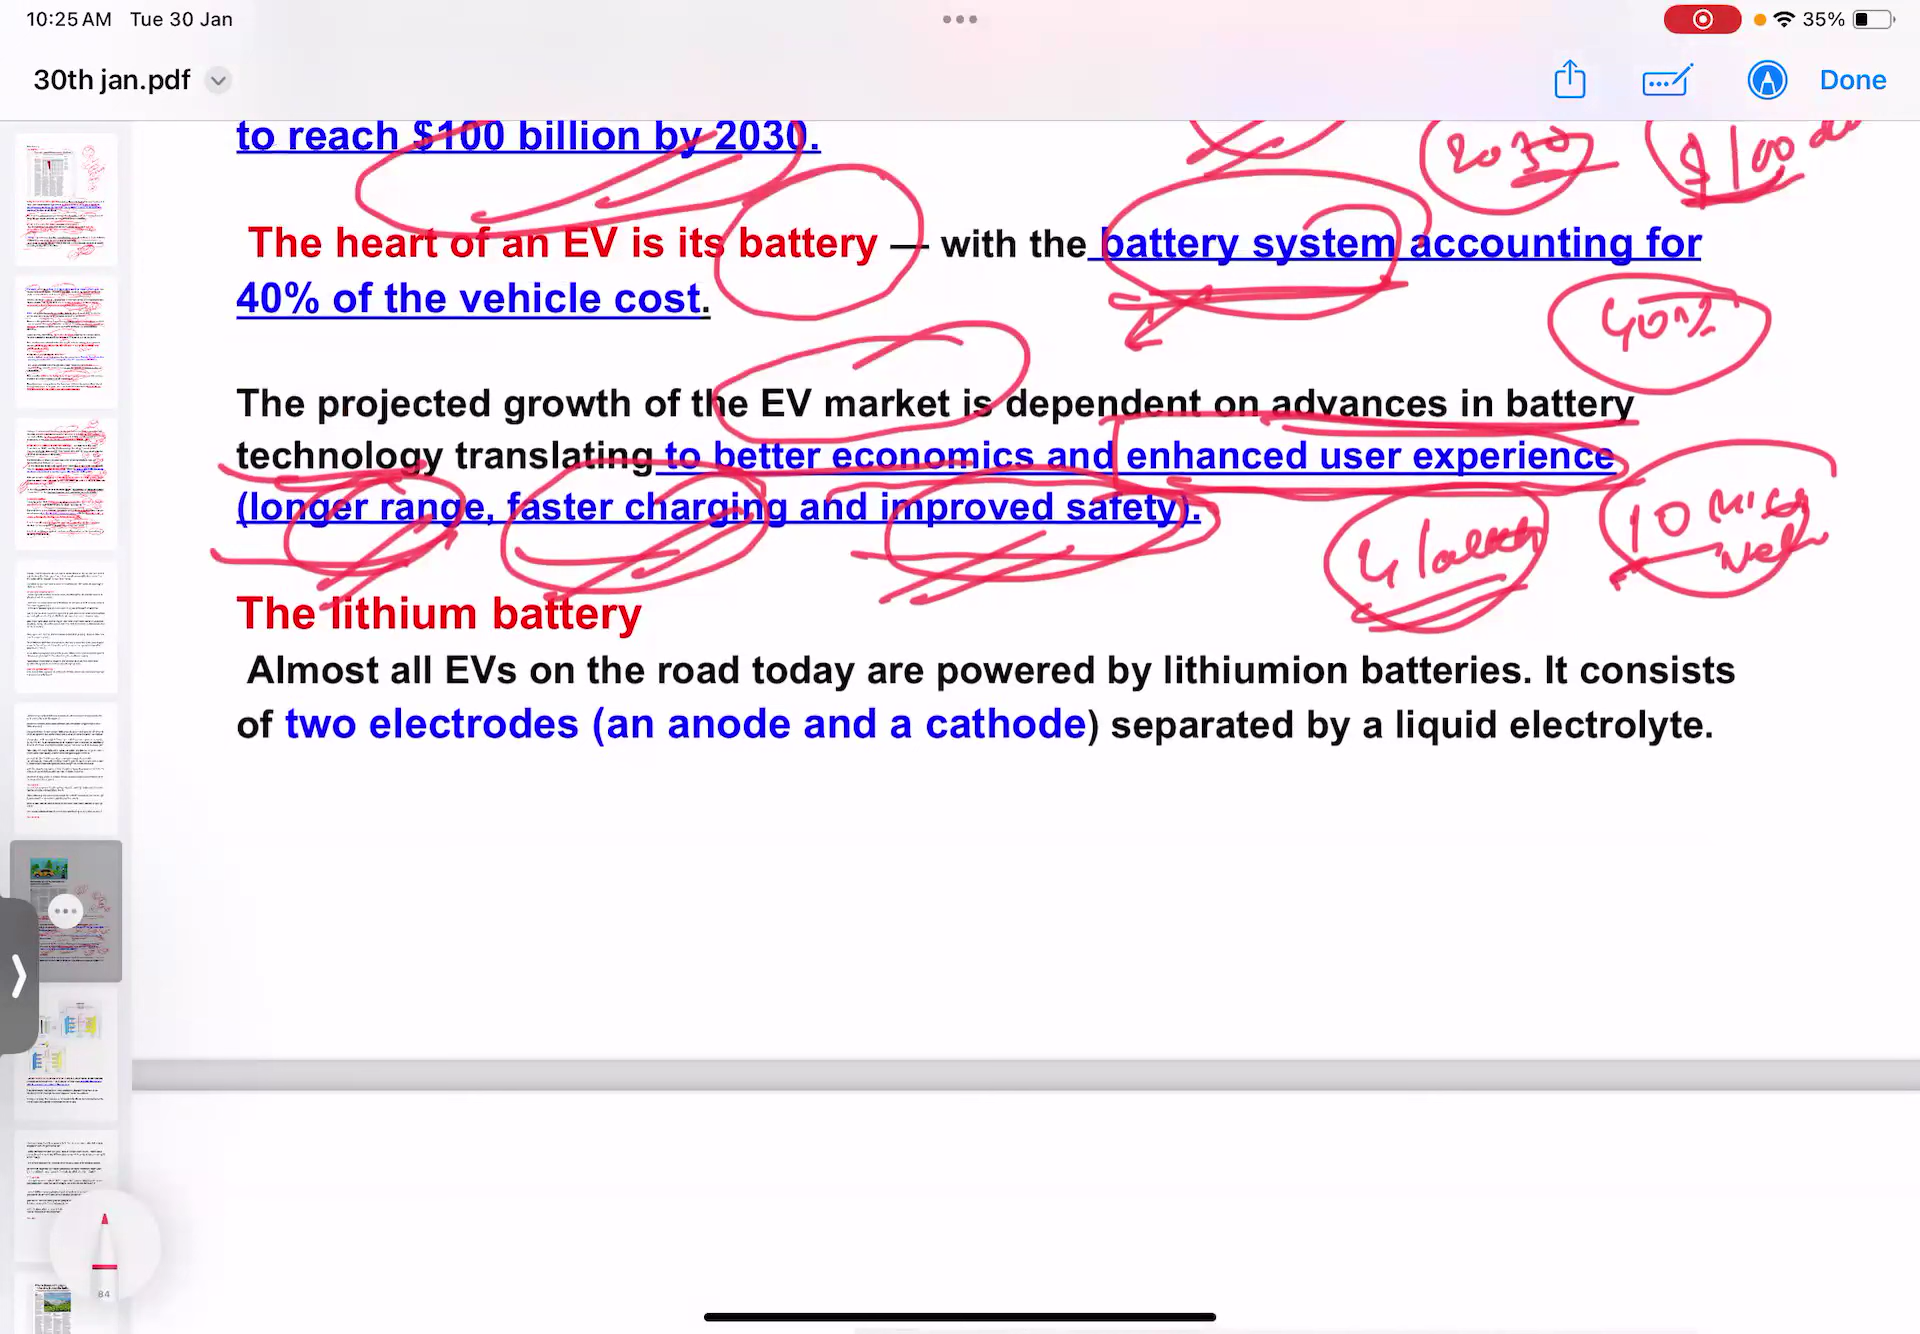 10:25 AM Tue 30 Jan
35%
30th jan.pdf
Done
to reach $100 billion by 2030.
2030
$100
The heart of an EV is its battery — with the battery system accounting for
40% of the vehicle cost.
40%
The projected growth of the EV market is dependent on advances in battery
technology translating to better economics and enhanced user experience
(longer range, faster charging and improved safety).
10
The lithium battery
Almost all EVs on the road today are powered by lithiumion batteries. It consists
of two electrodes (an anode and a cathode) separated by a liquid electrolyte.
84